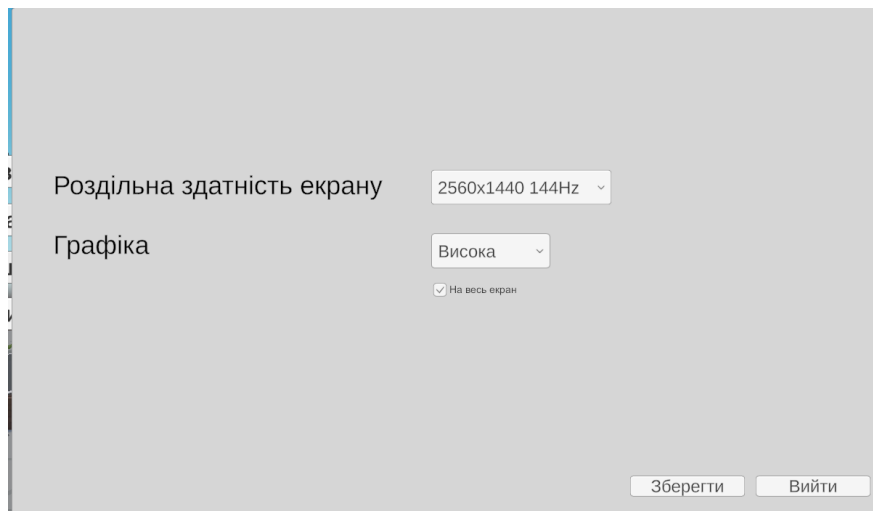 Роздільна здатність екрану
2560x1440 144Hz
Графіка
Висока
На весь екран
Зберегти
Вийти